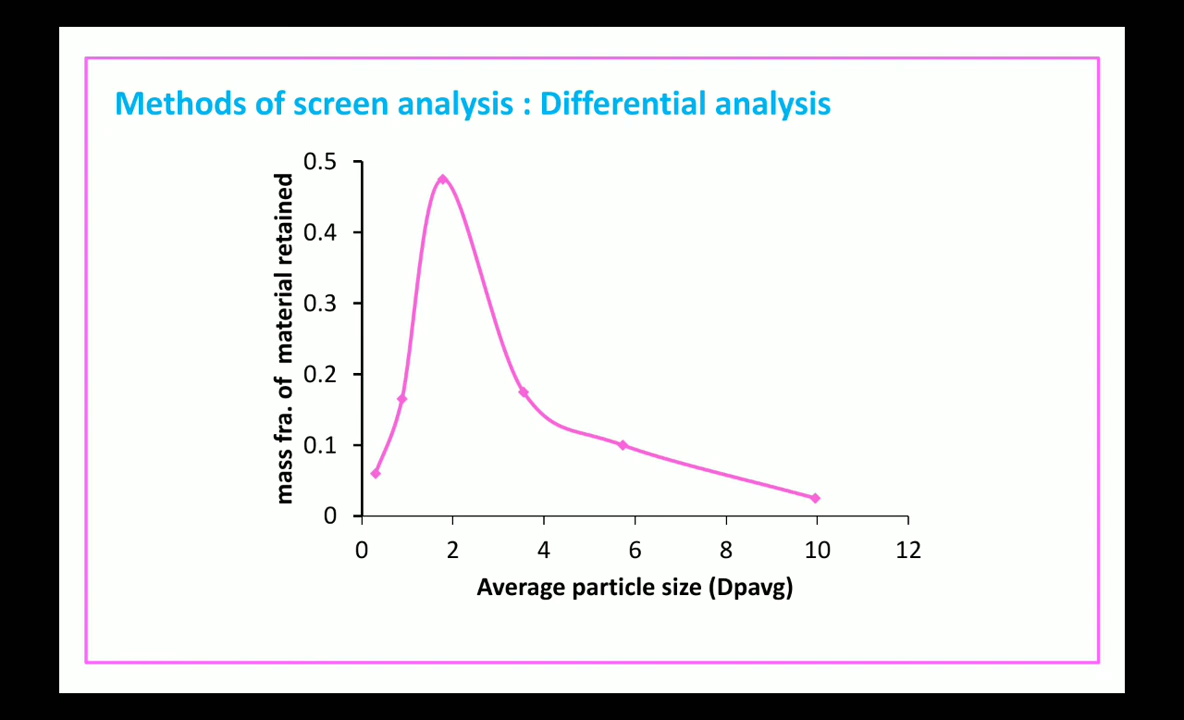 Methods of screen analysis : Differential analysis
mass fra. of material retained
0.5
0.4
0.3
0.2
0.1
0
0 2 4 6 8 10 12
Average particle size (Dpavg)